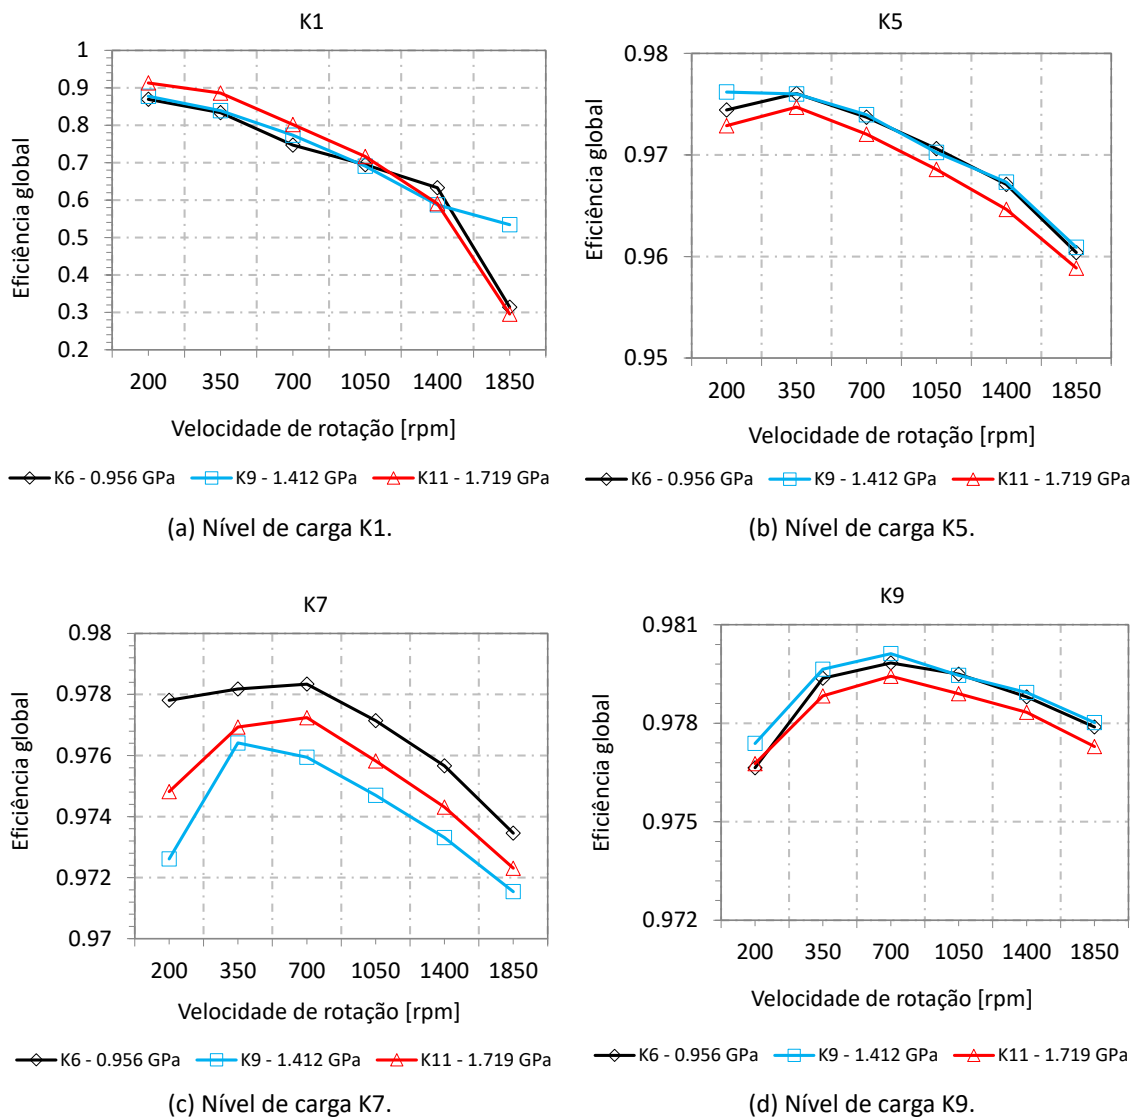 K1
1
0.9
0.8
0.7
0.6
0.5
0.4
0.3
0.2
Eficiência global
200 350 700 1050 1400 1850
Velocidade de rotação [rpm]
K6 - 0.956 GPa K9 - 1.412 GPa K11 - 1.719 GPa
(a) Nível de carga K1.
K5
0.98
0.97
0.96
0.95
Eficiência global
200 350 700 1050 1400 1850
Velocidade de rotação [rpm]
K6 - 0.956 GPa K9 - 1.412 GPa K11 - 1.719 GPa
(b) Nível de carga K5.
K7
0.98
0.978
0.976
0.974
0.972
0.97
Eficiência global
200 350 700 1050 1400 1850
Velocidade de rotação [rpm]
K6 - 0.956 GPa K9 - 1.412 GPa K11 - 1.719 GPa
(c) Nível de carga K7.
K9
0.981
0.978
0.975
0.972
Eficiência global
200 350 700 1050 1400 1850
Velocidade de rotação [rpm]
K6 - 0.956 GPa K9 - 1.412 GPa K11 - 1.719 GPa
(d) Nível de carga K9.